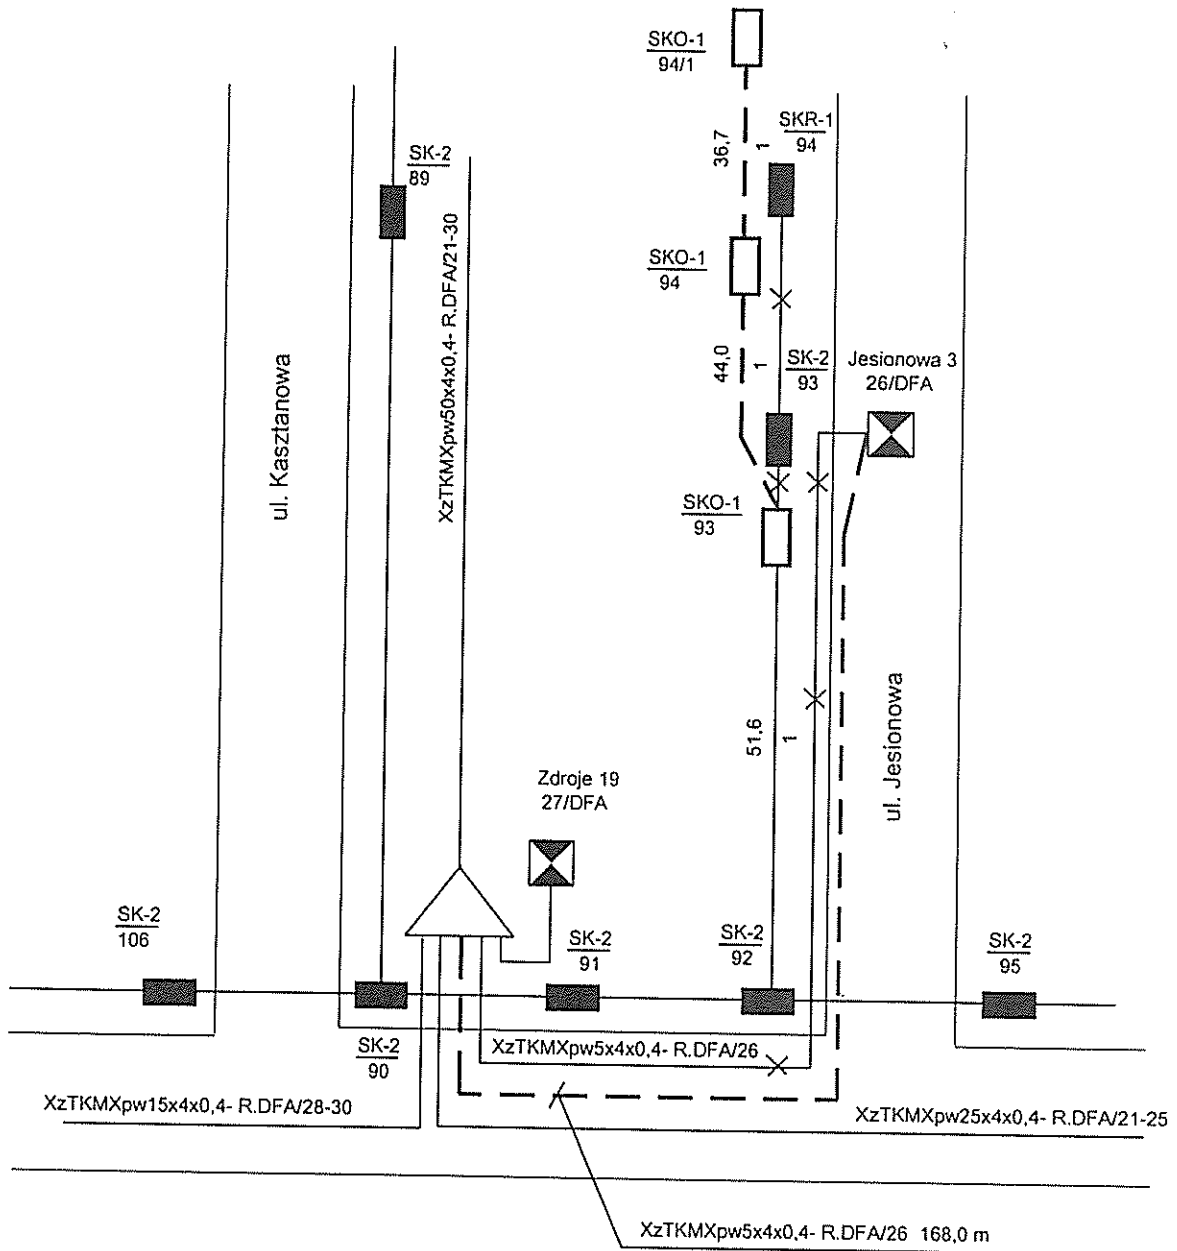 SKO-1
94/1
SKR-1
94
36,7
1
SK-2
89
SKO-1
94
XzTKMXpw50x4x0,4- R.DFA/21-30
44,0
1
SK-2
93
Jesionowa 3
26/DFA
ul. Kasztanowa
SKO-1
93
51,6
1
ul. Jesionowa
Zdroje 19
27/DFA
SK-2
106
SK-2
91
SK-2
92
SK-2
95
SK-2
90
XzTKMXpw5x4x0,4- R.DFA/26
XzTKMXpw15x4x0,4- R.DFA/28-30
XzTKMXpw25x4x0,4- R.DFA/21-25
XzTKMXpw5x4x0,4- R.DFA/26 168,0 m